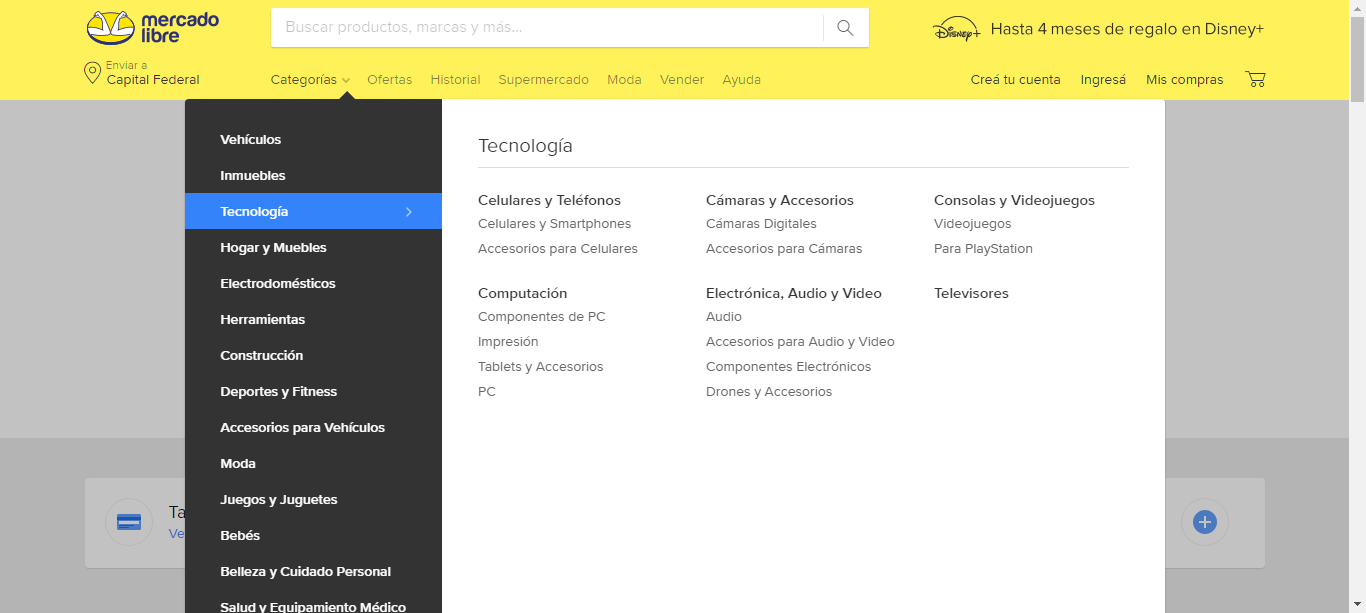 mercado
libre
Buscar productos, marcas y más...
Disney+
Hasta 4 meses de regalo en Disney+
Enviar a
Capital Federal
Categorías Ofertas Historial Supermercado Moda Vender Ayuda
Creá tu cuenta Ingresá Mis compras
Vehículos
Inmuebles
Tecnología
Hogar y Muebles
Electrodomésticos
Herramientas
Construcción
Deportes y Fitness
Accesorios para Vehículos
Moda
Juegos y Juguetes
Bebés
Belleza y Cuidado Personal
Salud y Equipamiento Médico
Tecnología
Celulares y Teléfonos
Celulares y Smartphones
Accesorios para Celulares
Cámaras y Accesorios
Cámaras Digitales
Accesorios para Cámaras
Consolas y Videojuegos
Videojuegos
Para PlayStation
Computación
Componentes de PC
Impresión
Tablets y Accesorios
PC
Electrónica, Audio y Video
Audio
Accesorios para Audio y Video
Componentes Electrónicos
Drones y Accesorios
Televisores
Ta
Ve